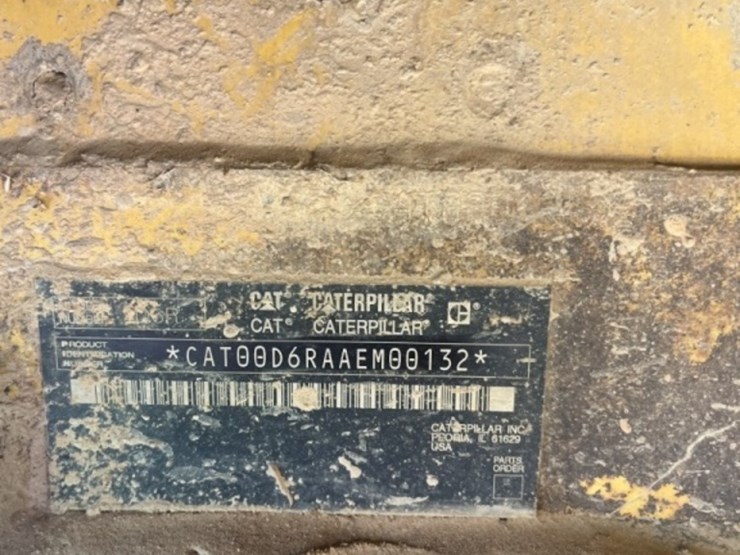 CAT CATERPILLAR ®
CAT® CATERPILLAR®
PRODUCT
IDENTIFICATION
NUMBER
*CAT00D6RAAEM00132*
CATERPILLAR INC.
PEORIA, IL 61629
USA
PARTS
ORDER